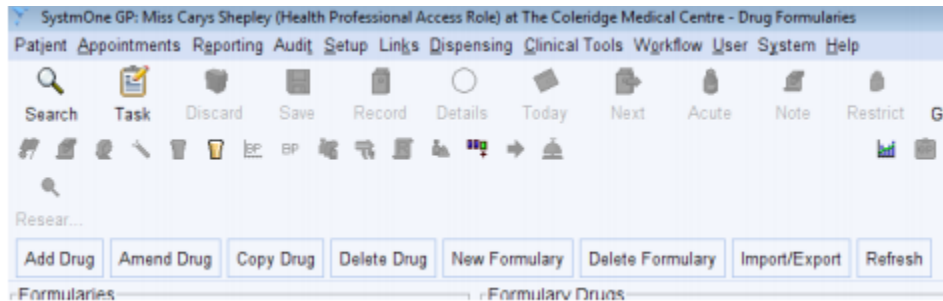 SystmOne GP: Miss Carys Shepley (Health Professional Access Role) at The Coleridge Medical Centre - Drug Formularies
Patient Appointments Reporting Audit Setup Links Dispensing Clinical Tools Workflow User System Help
Search Task Discard Save Record Details Today Next Acute Note Restrict G
BP BP
Resear...
Add Drug Amend Drug Copy Drug Delete Drug New Formulary Delete Formulary Import/Export Refresh
Formularies Formulary Drugs